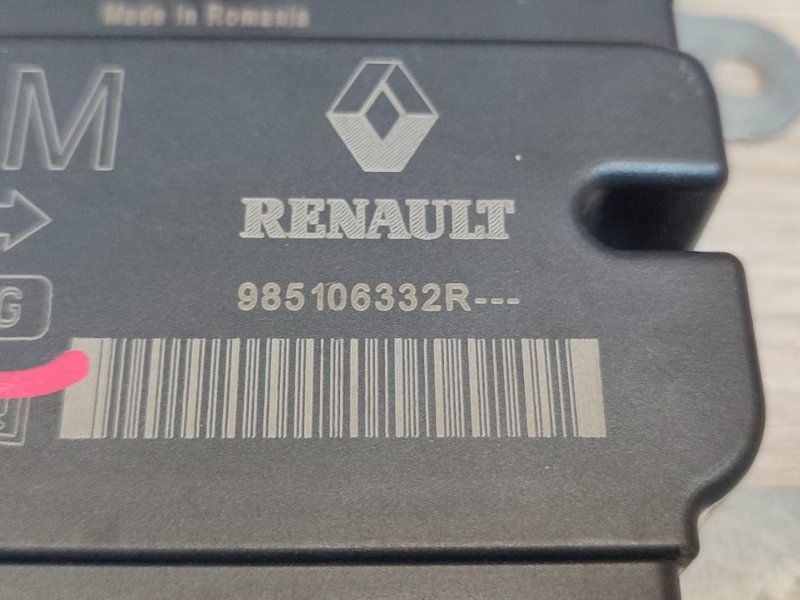 Made in Romania
M
RENAULT
985106332R---
G